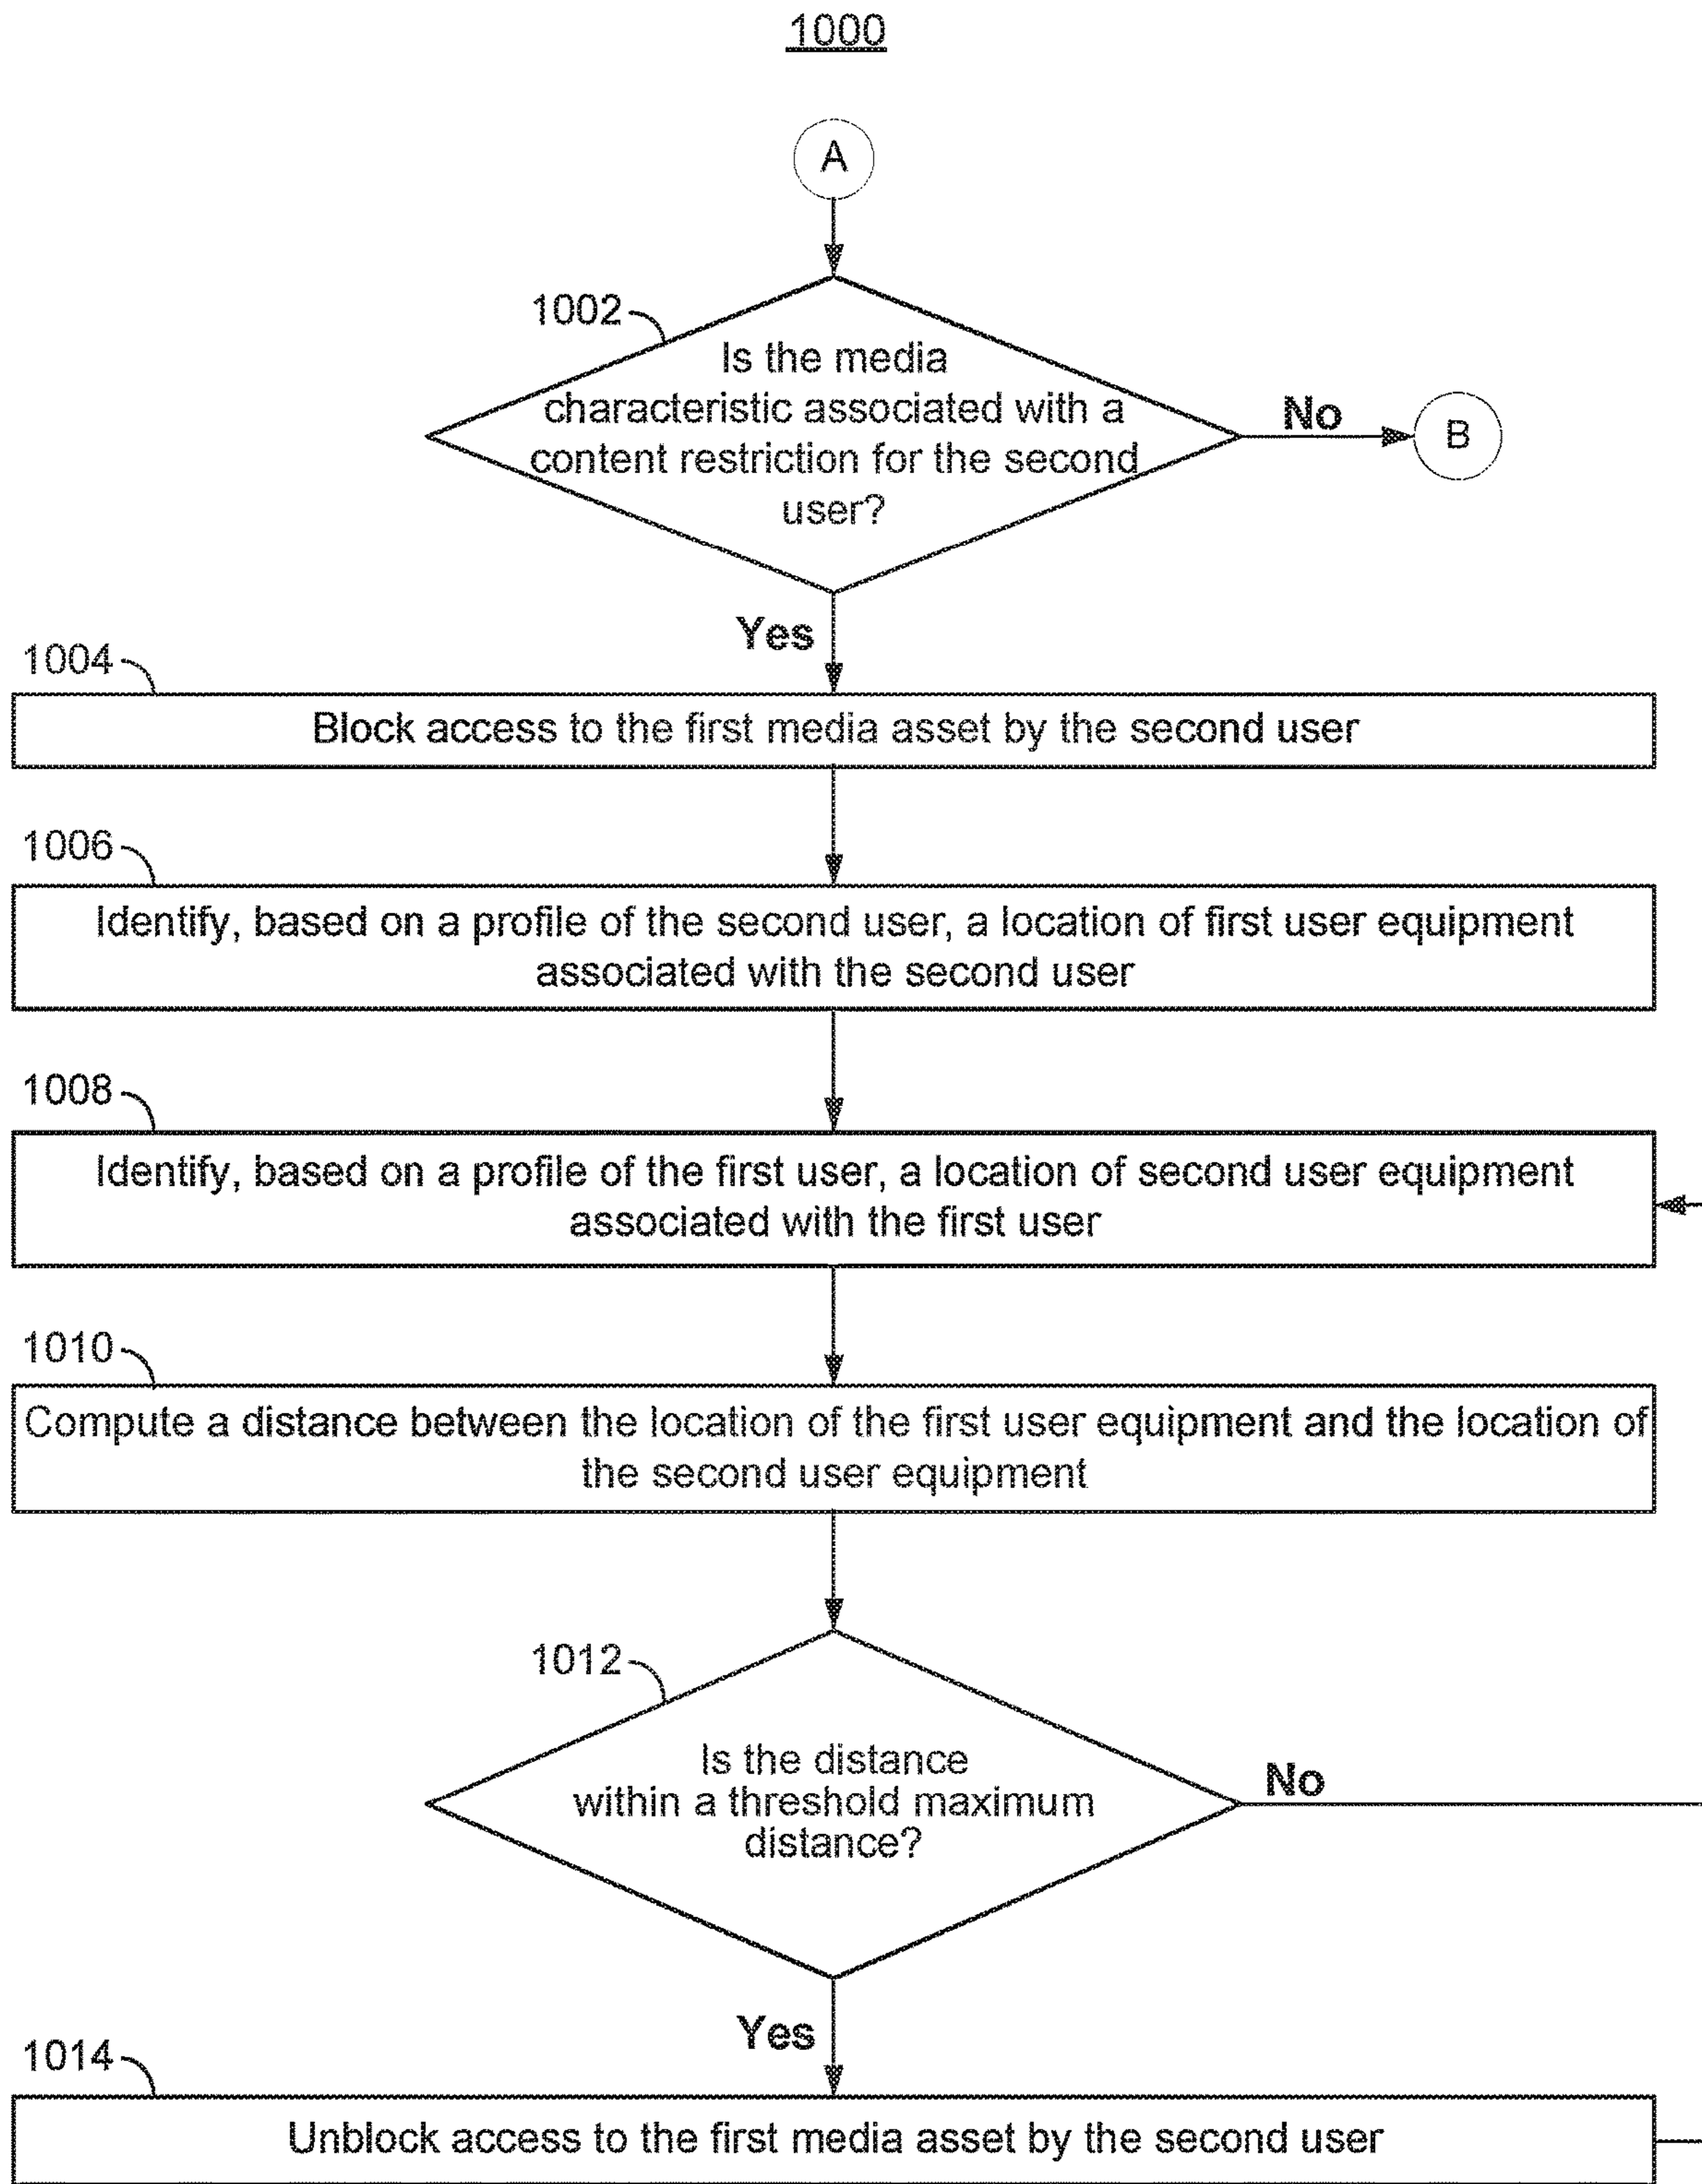 1000
A
1002
Is the media
characteristic associated with a
content restriction for the second
user?
No
B
Yes
1004
Block access to the first media asset by the second user
1006
Identify, based on a profile of the second user, a location of first user equipment
associated with the second user
1008
Identify, based on a profile of the first user, a location of second user equipment
associated with the first user
1010
Compute a distance between the location of the first user equipment and the location of
the second user equipment
1012
Is the distance
within a threshold maximum
distance?
No
Yes
1014
Unblock access to the first media asset by the second user